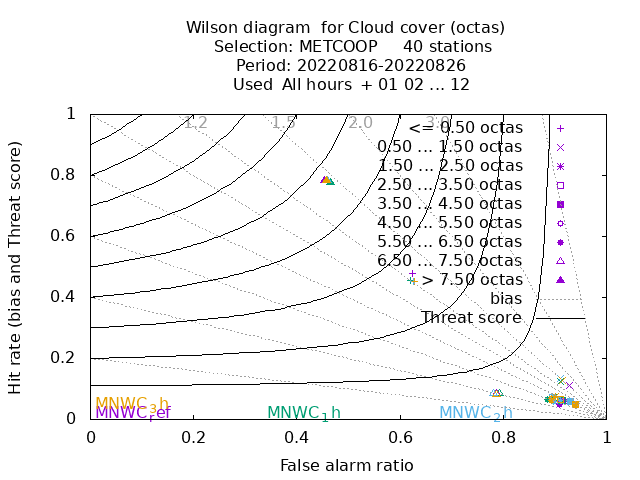 Wilson diagram  for Cloud cover (octas)
Selection: METCOOP     40 stations
Period: 20220816-20220826
Used  All hours  + 01 02 ... 12
1.2 1.5 2.0 3.0
<= 0.50 octas
0.50 ... 1.50 octas
1.50 ... 2.50 octas
2.50 ... 3.50 octas
3.50 ... 4.50 octas
4.50 ... 5.50 octas
5.50 ... 6.50 octas
6.50 ... 7.50 octas
> 7.50 octas
bias
Threat score
Hit rate (bias and Threat score)
1
0.8
0.6
0.4
0.2
0
MNWC_3h
MNWC_ref MNWC_1h MNWC_2h
0 0.2 0.4 0.6 0.8 1
False alarm ratio